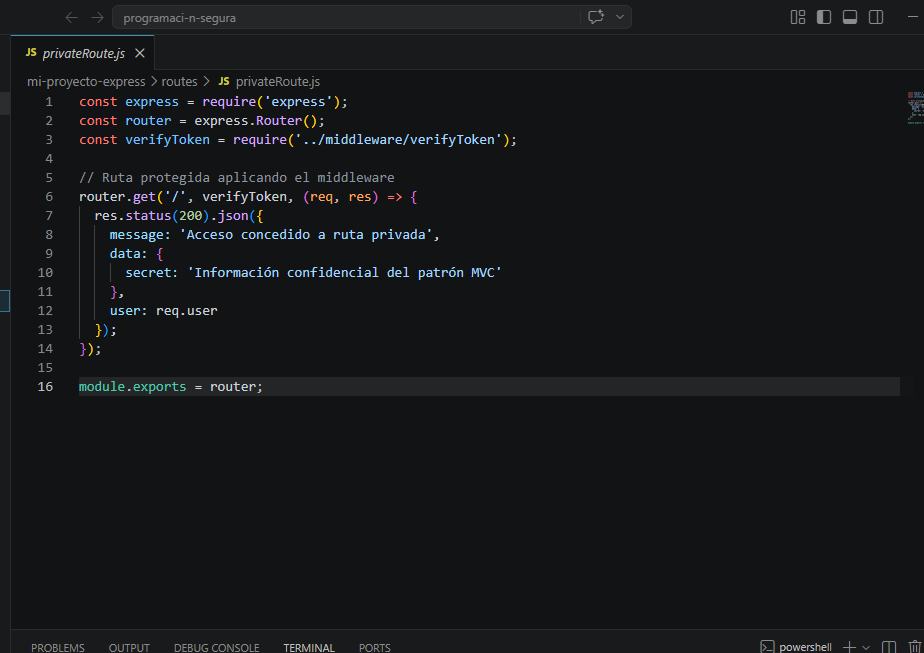 programaci-n-segura
JS privateRoute.js
mi-proyecto-express > routes > JS privateRoute.js
1 const express = require('express');
2 const router = express.Router();
3 const verifyToken = require('../middleware/verifyToken');
4
5 // Ruta protegida aplicando el middleware
6 router.get('/', verifyToken, (req, res) => {
7   res.status(200).json({
8     message: 'Acceso concedido a ruta privada',
9     data: {
10       secret: 'Información confidencial del patrón MVC'
11     },
12     user: req.user
13   });
14 });
15
16 module.exports = router;
PROBLEMS OUTPUT DEBUG CONSOLE TERMINAL PORTS powershell